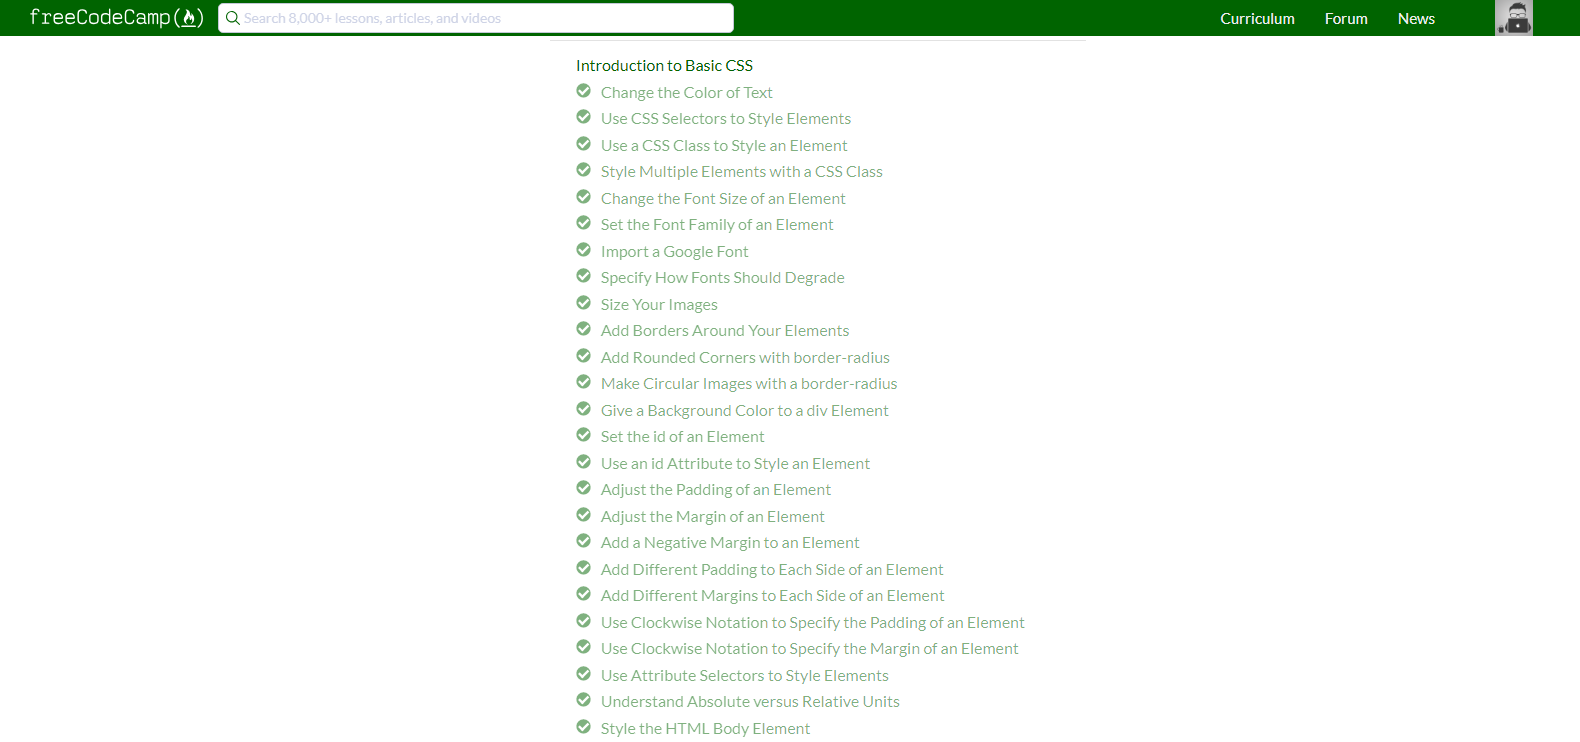 freeCodeCamp
Search 8,000+ lessons, articles, and videos
Curriculum
Forum
News
Introduction to Basic CSS
Change the Color of Text
Use CSS Selectors to Style Elements
Use a CSS Class to Style an Element
Style Multiple Elements with a CSS Class
Change the Font Size of an Element
Set the Font Family of an Element
Import a Google Font
Specify How Fonts Should Degrade
Size Your Images
Add Borders Around Your Elements
Add Rounded Corners with border-radius
Make Circular Images with a border-radius
Give a Background Color to a div Element
Set the id of an Element
Use an id Attribute to Style an Element
Adjust the Padding of an Element
Adjust the Margin of an Element
Add a Negative Margin to an Element
Add Different Padding to Each Side of an Element
Add Different Margins to Each Side of an Element
Use Clockwise Notation to Specify the Padding of an Element
Use Clockwise Notation to Specify the Margin of an Element
Use Attribute Selectors to Style Elements
Understand Absolute versus Relative Units
Style the HTML Body Element